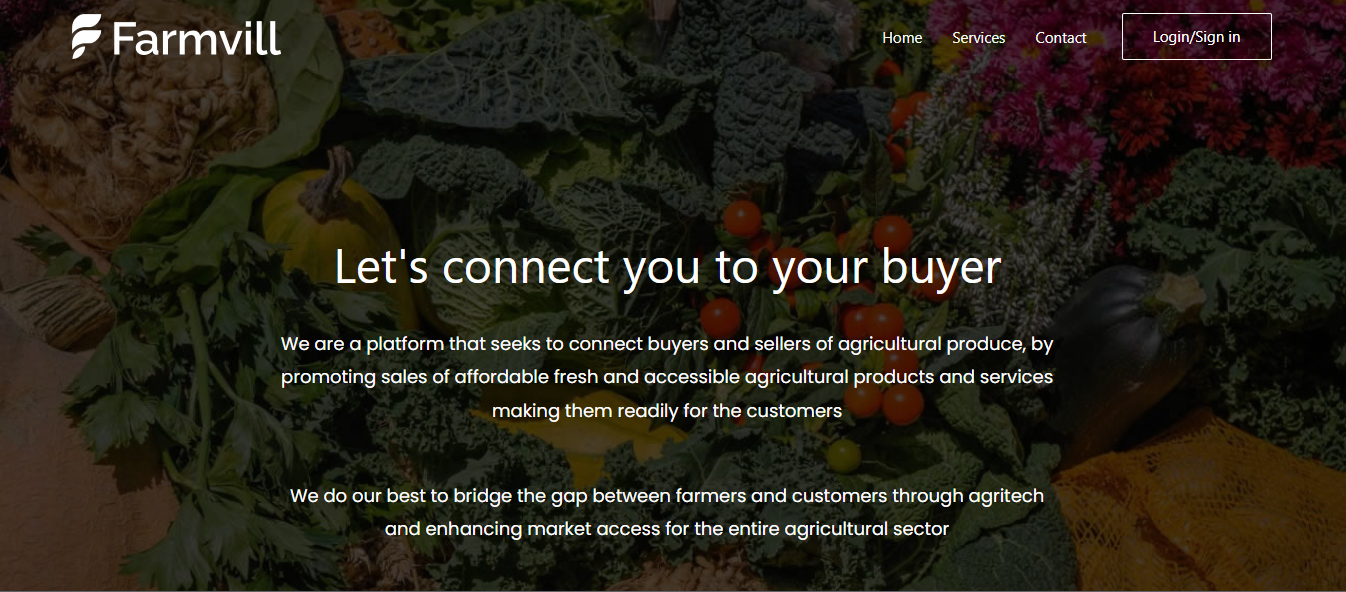 Farmvill
Home
Services
Contact
Login/Sign in
Let's connect you to your buyer
We are a platform that seeks to connect buyers and sellers of agricultural produce, by
promoting sales of affordable fresh and accessible agricultural products and services
making them readily for the customers
We do our best to bridge the gap between farmers and customers through agritech
and enhancing market access for the entire agricultural sector